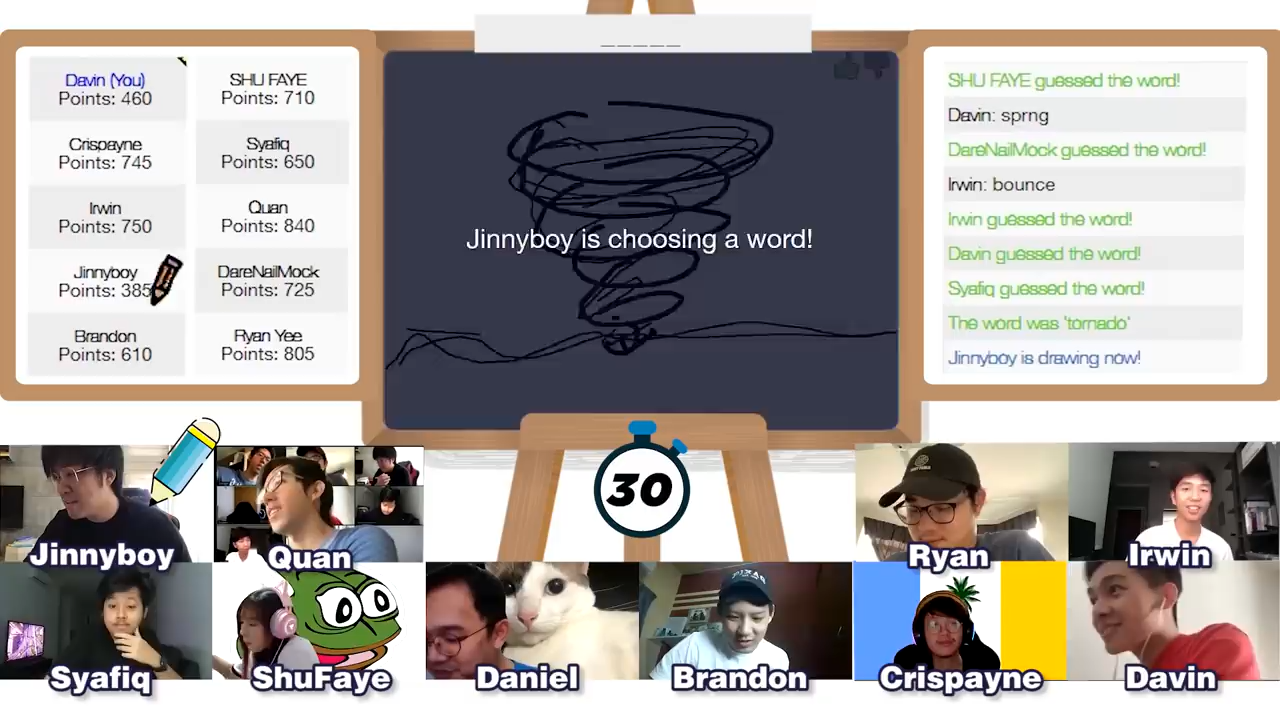 _ _ _ _ _
Davin (You)
Points: 460
SHU FAYE
Points: 710
Crispayne
Points: 745
Syafiq
Points: 650
Irwin
Points: 750
Quan
Points: 840
Jinnyboy
Points: 385
DareNailMock
Points: 725
Brandon
Points: 610
Ryan Yee
Points: 805
Jinnyboy is choosing a word!
SHU FAYE guessed the word!
Davin: sprng
DareNailMock guessed the word!
Irwin: bounce
Irwin guessed the word!
Davin guessed the word!
Syafiq guessed the word!
The word was 'tornado'
Jinnyboy is drawing now!
30
Jinnyboy
Quan
Ryan
Irwin
PIXAR
Syafiq
ShuFaye
Daniel
Brandon
Crispayne
Davin